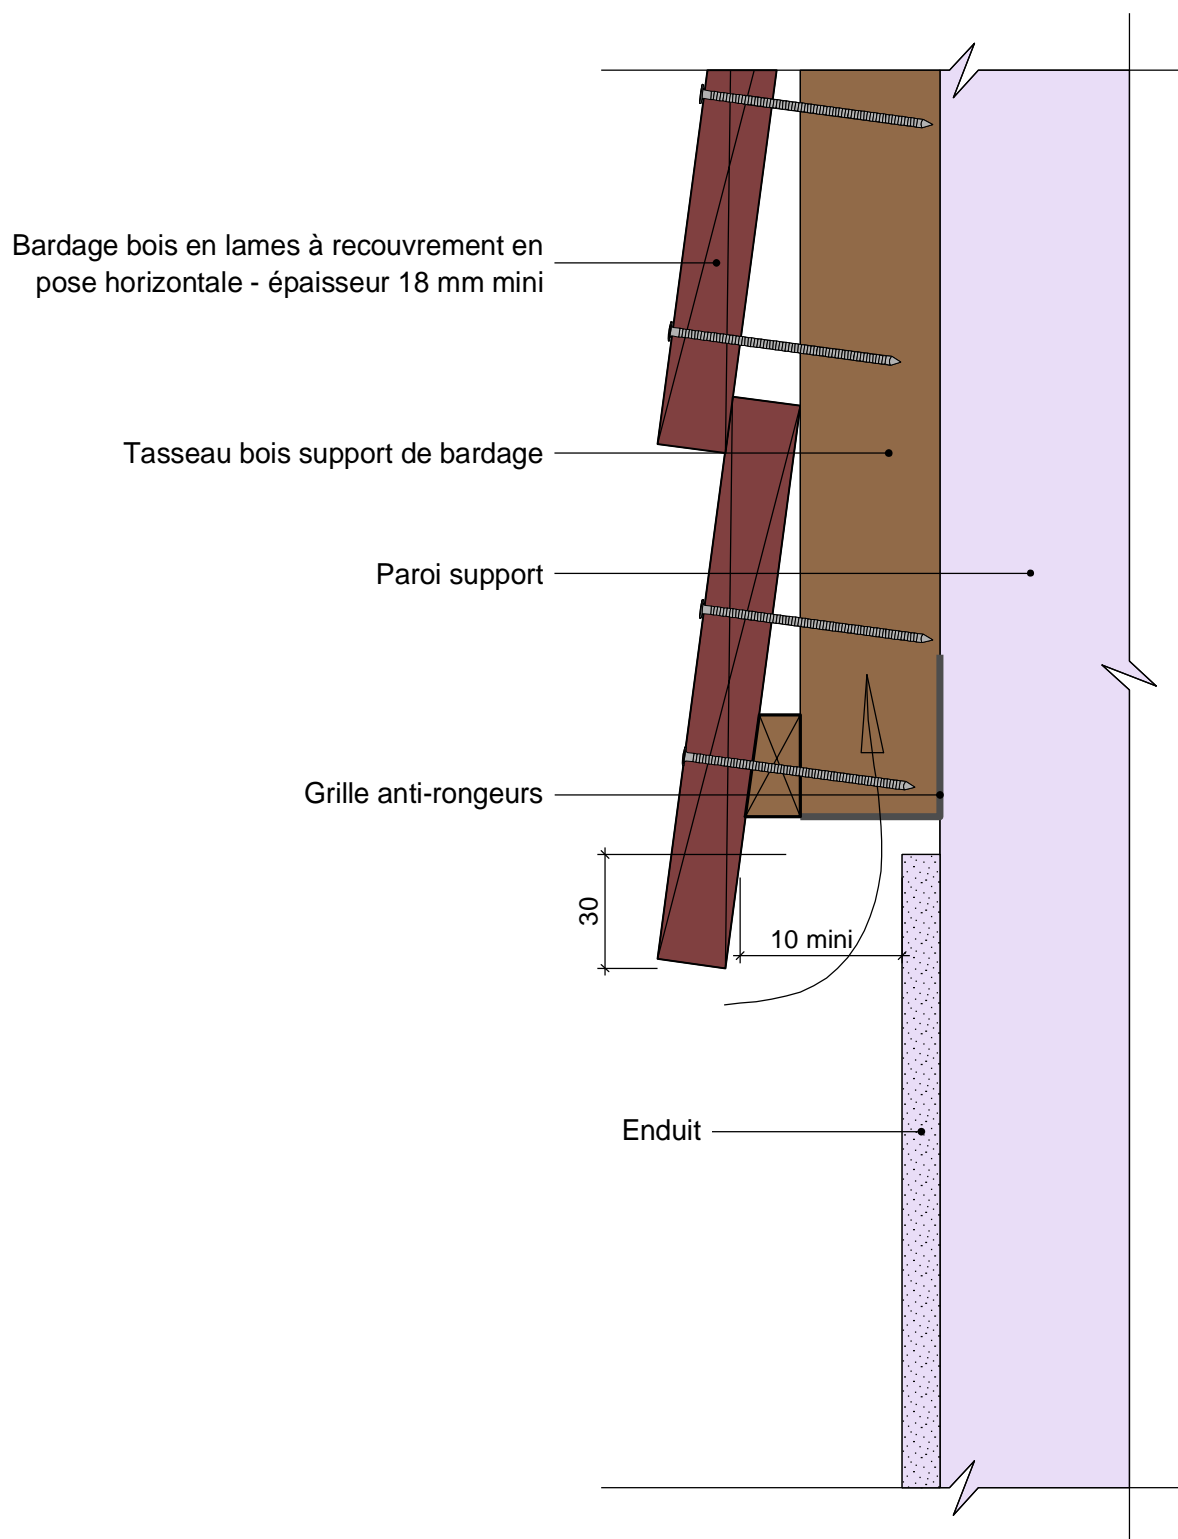 Bardage bois en lames à recouvrement en
pose horizontale - épaisseur 18 mm mini
Tasseau bois support de bardage
Paroi support
Grille anti-rongeurs
30
10 mini
Enduit